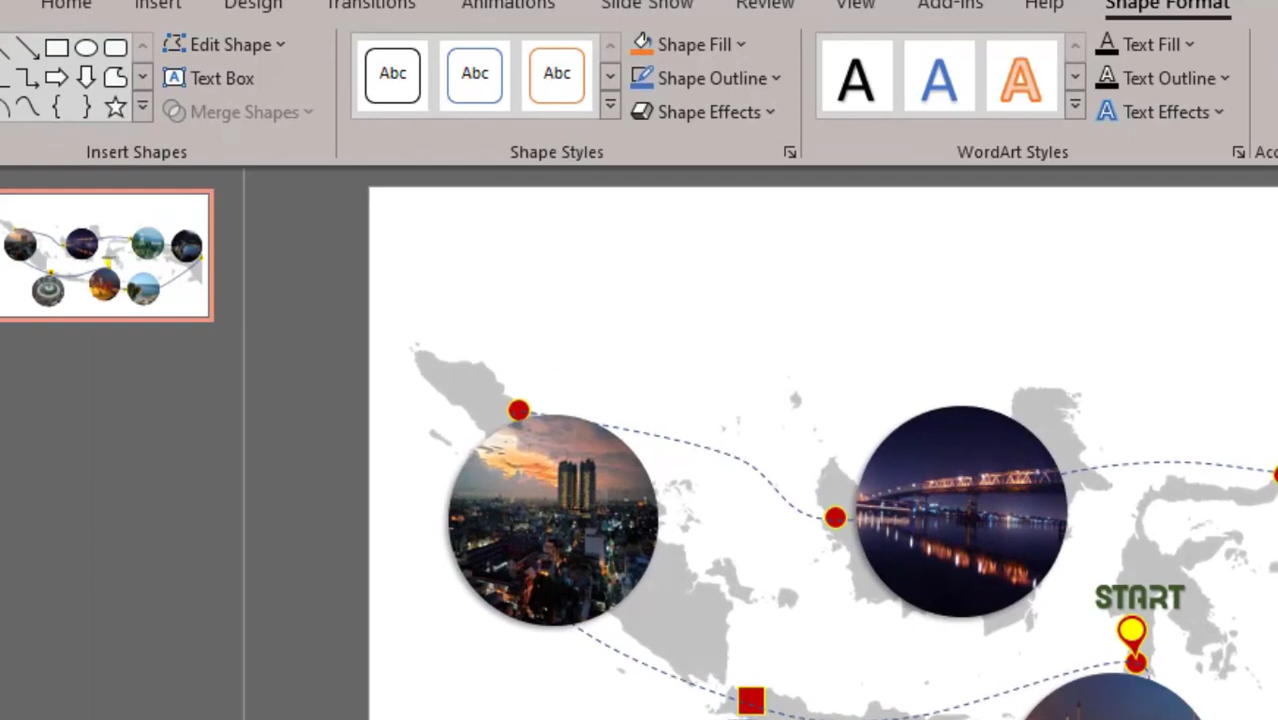 Home Insert Design Transitions Animations Slide Show Review View Add-ins Help Shape Format
Edit Shape
Text Box
Merge Shapes
Insert Shapes
Abc Abc Abc
Shape Fill
Shape Outline
Shape Effects
Shape Styles
A A A
Text Fill
Text Outline
Text Effects
WordArt Styles
START